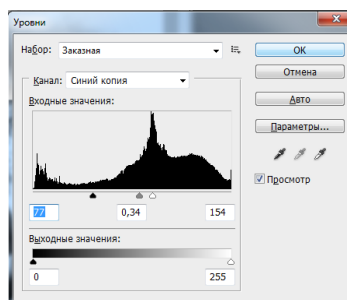 Уровни
Набор: Заказная
OK
Отмена
Канал: Синий копия
Входные значения:
Авто
Параметры...
Просмотр
77 0,34 154
Выходные значения:
0 255